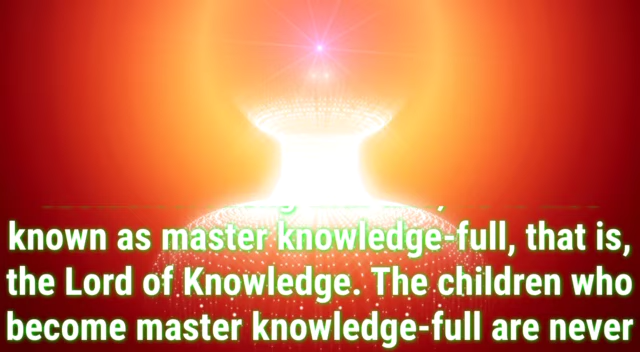 known as master knowledge-full, that is,
the Lord of Knowledge. The children who
become master knowledge-full are never